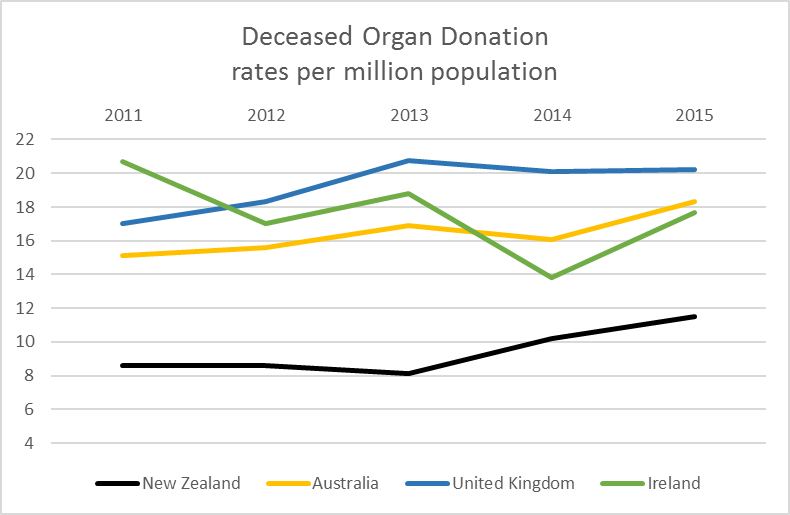 Deceased Organ Donation
rates per million population
2011 2012 2013 2014 2015
22
20
18
16
14
12
10
8
6
4
New Zealand Australia United Kingdom Ireland